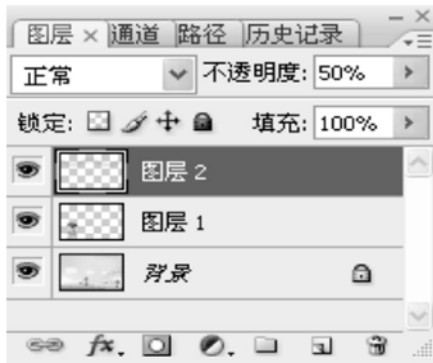 图层 × 通道 路径 历史记录
正常 不透明度: 50%
锁定: 填充: 100%
图层 2
图层 1
背景
fx.